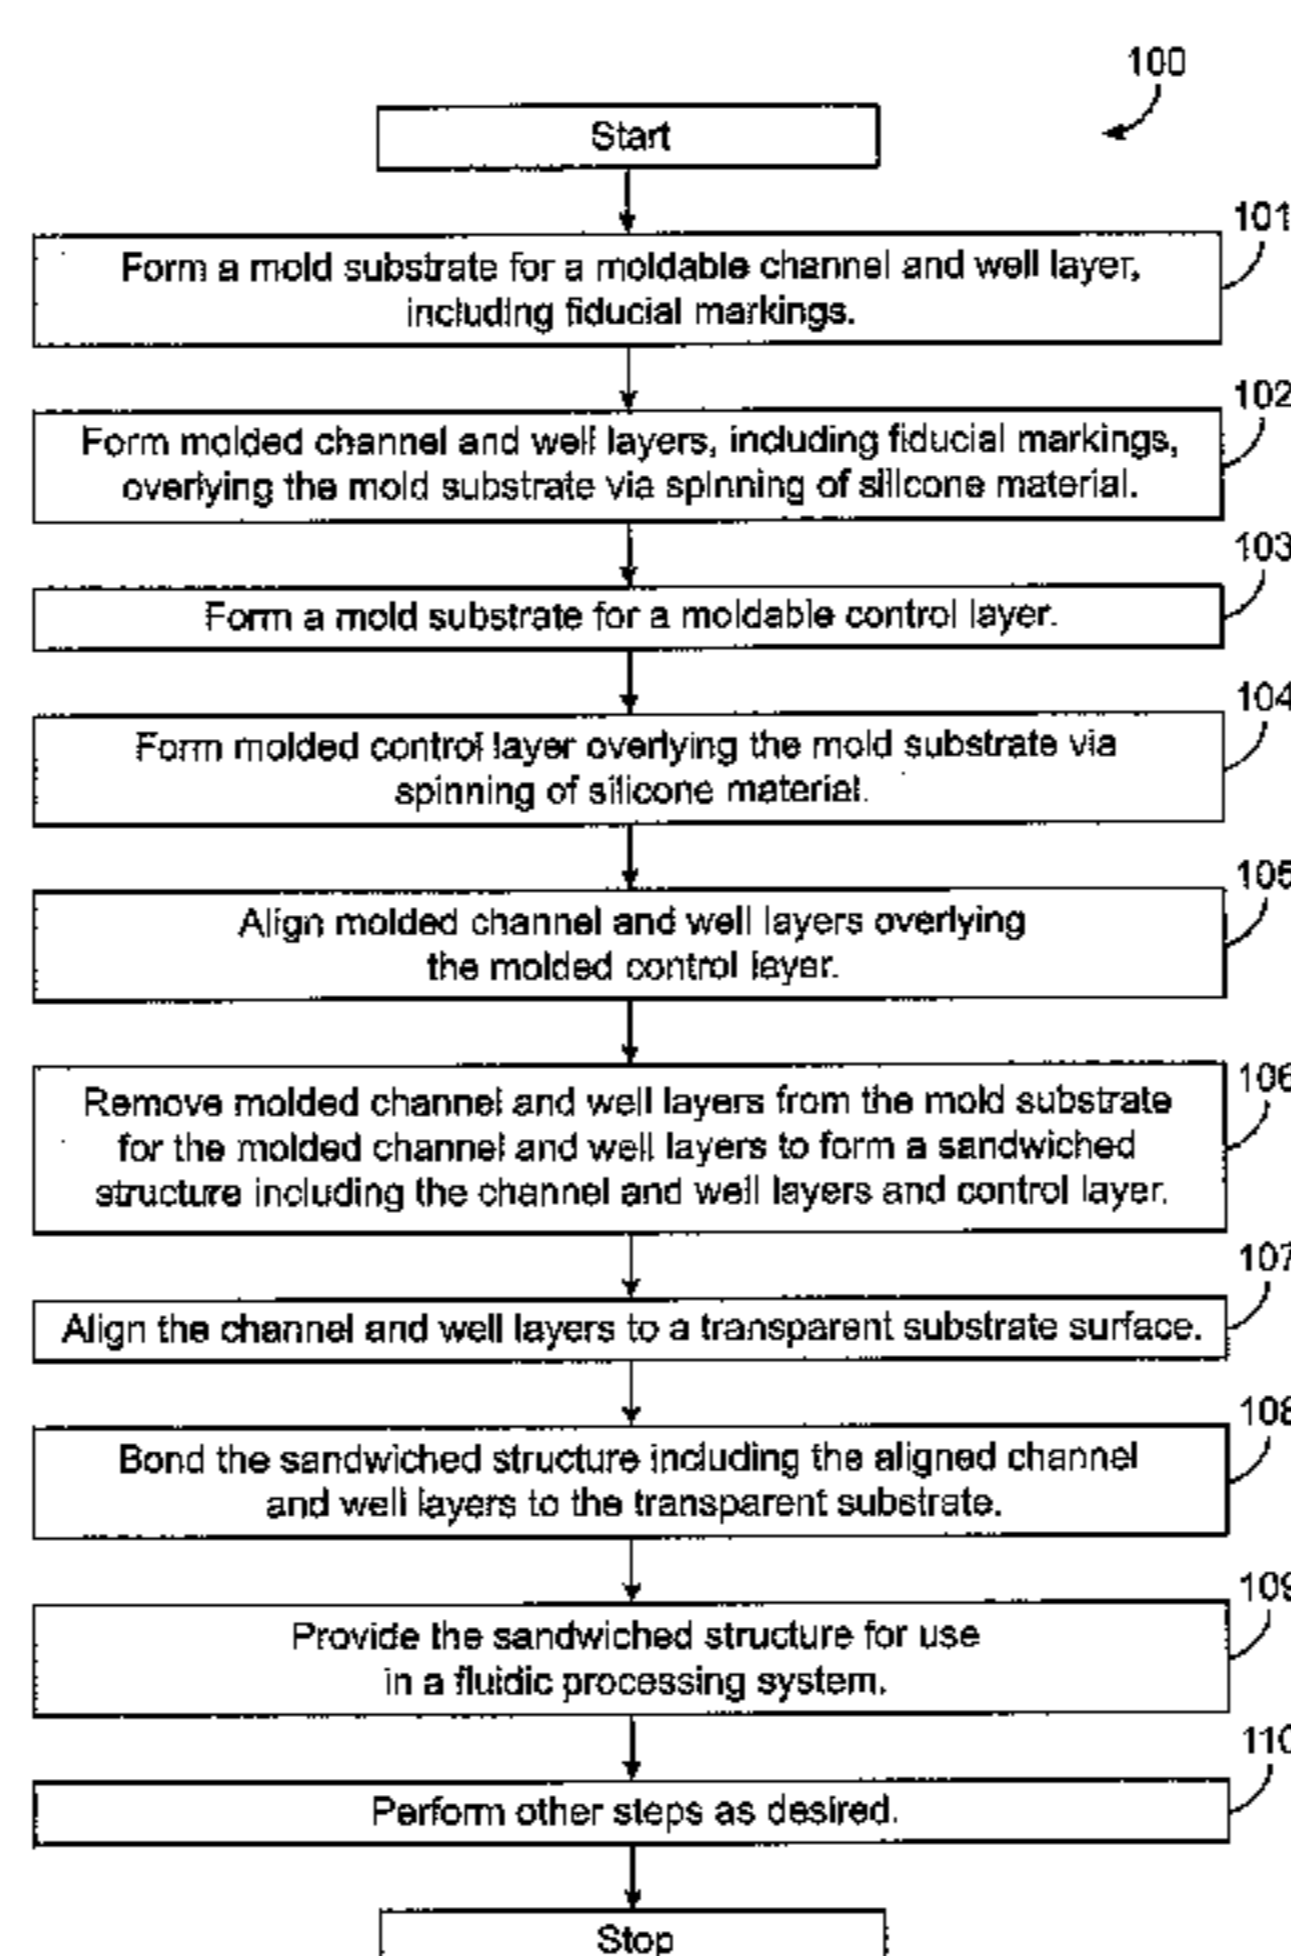 100
Start
101
Form a mold substrate for a moldable channel and well layer,
including fiducial markings.
102
Form molded channel and well layers, including fiducial markings,
overlying the mold substrate via spinning of silicone material.
103
Form a mold substrate for a moldable control layer.
104
Form molded control layer overlying the mold substrate via
spinning of silicone material.
105
Align molded channel and well layers overlying
the molded control layer.
106
Remove molded channel and well layers from the mold substrate
for the molded channel and well layers to form a sandwiched
structure including the channel and well layers and control layer.
107
Align the channel and well layers to a transparent substrate surface.
108
Bond the sandwiched structure including the aligned channel
and well layers to the transparent substrate.
109
Provide the sandwiched structure for use
in a fluidic processing system.
110
Perform other steps as desired.
Stop